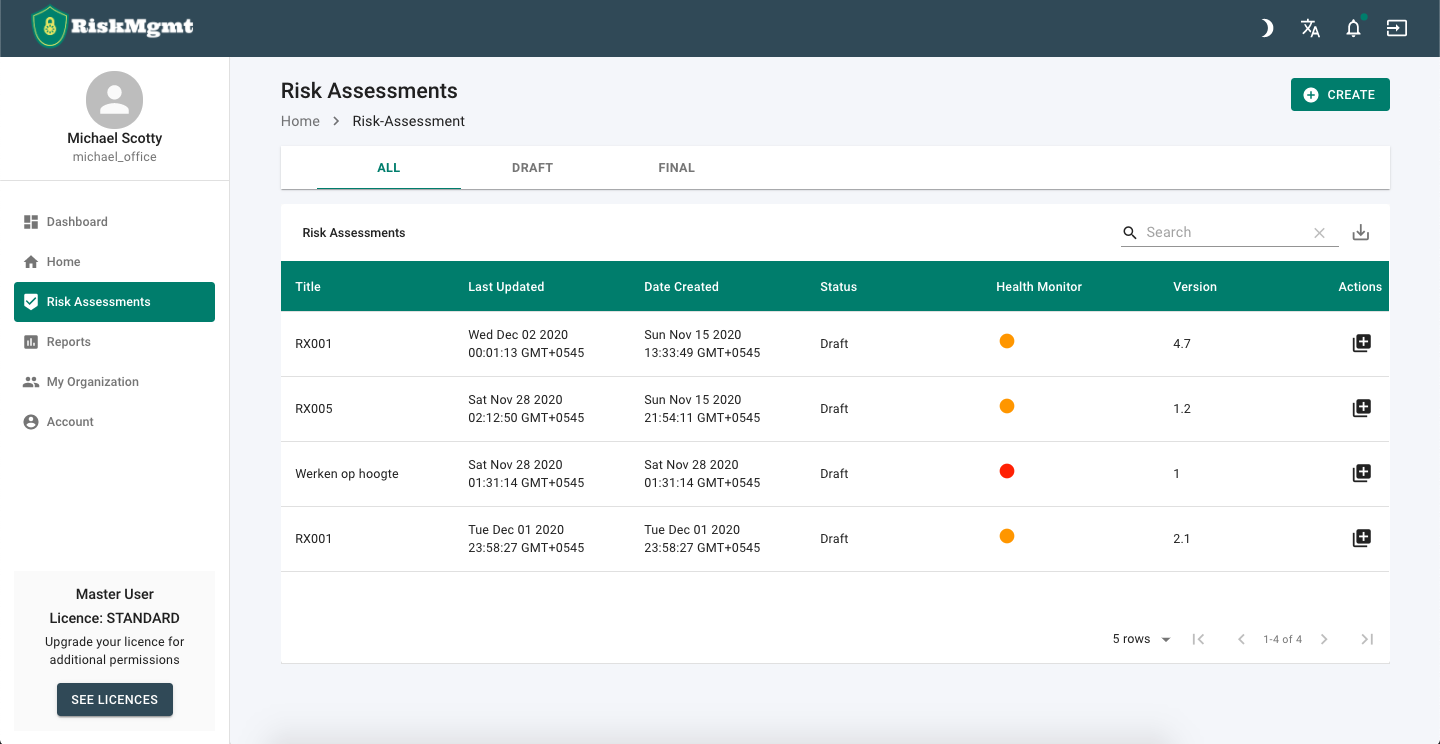 RiskMgmt
Michael Scotty
michael_office
Dashboard
Home
Risk Assessments
Reports
My Organization
Account
Master User
Licence: STANDARD
Upgrade your licence for
additional permissions
SEE LICENCES
Risk Assessments
CREATE
Home > Risk-Assessment
ALL DRAFT FINAL
Risk Assessments
Search
Title Last Updated Date Created Status Health Monitor Version Actions
RX001 Wed Dec 02 2020 00:01:13 GMT+0545 Sun Nov 15 2020 13:33:49 GMT+0545 Draft 4.7
RX005 Sat Nov 28 2020 02:12:50 GMT+0545 Sun Nov 15 2020 21:54:11 GMT+0545 Draft 1.2
Werken op hoogte Sat Nov 28 2020 01:31:14 GMT+0545 Sat Nov 28 2020 01:31:14 GMT+0545 Draft 1
RX001 Tue Dec 01 2020 23:58:27 GMT+0545 Tue Dec 01 2020 23:58:27 GMT+0545 Draft 2.1
5 rows 1-4 of 4